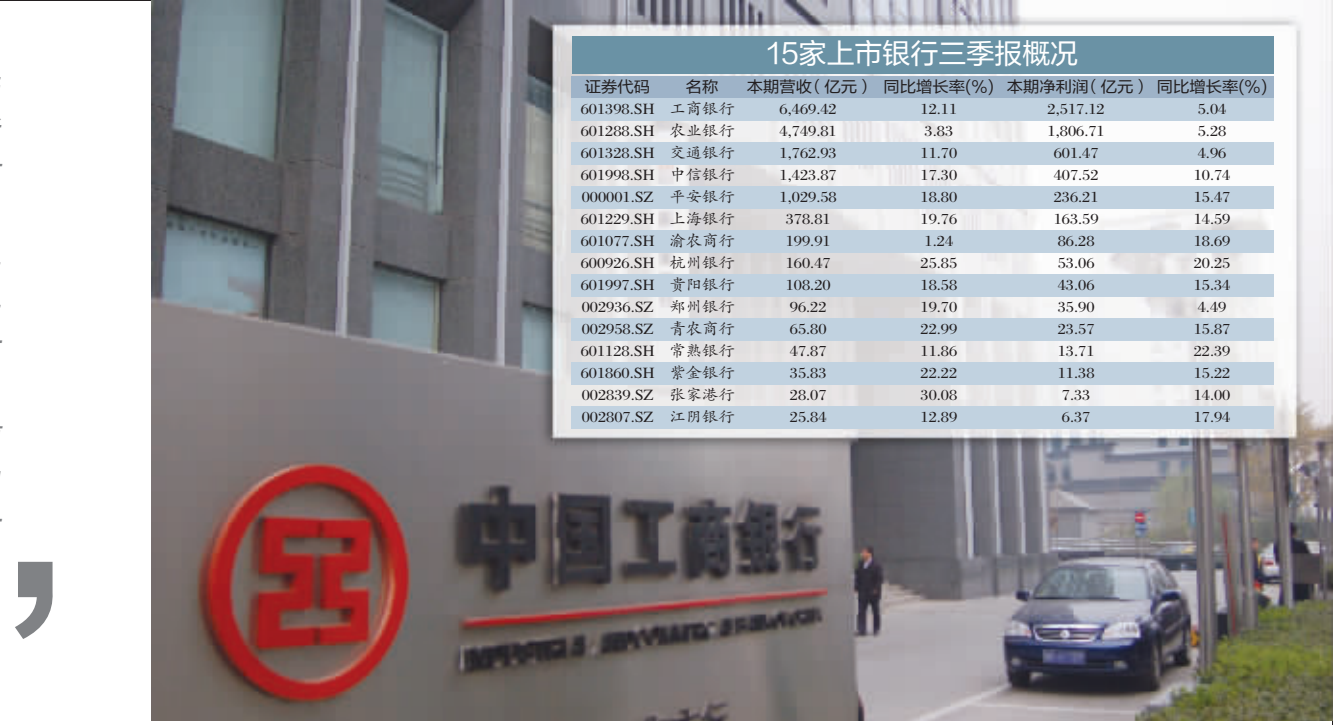 15家上市银行三季报概况
证券代码 名称 本期营收(亿元) 同比增长率(%) 本期净利润(亿元) 同比增长率(%)
601398.SH 工商银行 6,469.42 12.11 2,517.12 5.04
601288.SH 农业银行 4,749.81 3.83 1,806.71 5.28
601328.SH 交通银行 1,762.93 11.70 601.47 4.96
601998.SH 中信银行 1,423.87 17.30 407.52 10.74
000001.SZ 平安银行 1,029.58 18.80 236.21 15.47
601229.SH 上海银行 378.81 19.76 163.59 14.59
601077.SH 渝农商行 199.91 1.24 86.28 18.69
600926.SH 杭州银行 160.47 25.85 53.06 20.25
601997.SH 贵阳银行 108.20 18.58 43.06 15.34
002936.SZ 郑州银行 96.22 19.70 35.90 4.49
002958.SZ 青农商行 65.80 22.99 23.57 15.87
601128.SH 常熟银行 47.87 11.86 13.71 22.39
601860.SH 紫金银行 35.83 22.22 11.38 15.22
002839.SZ 张家港行 28.07 30.08 7.33 14.00
002807.SZ 江阴银行 25.84 12.89 6.37 17.94
中国工商银行